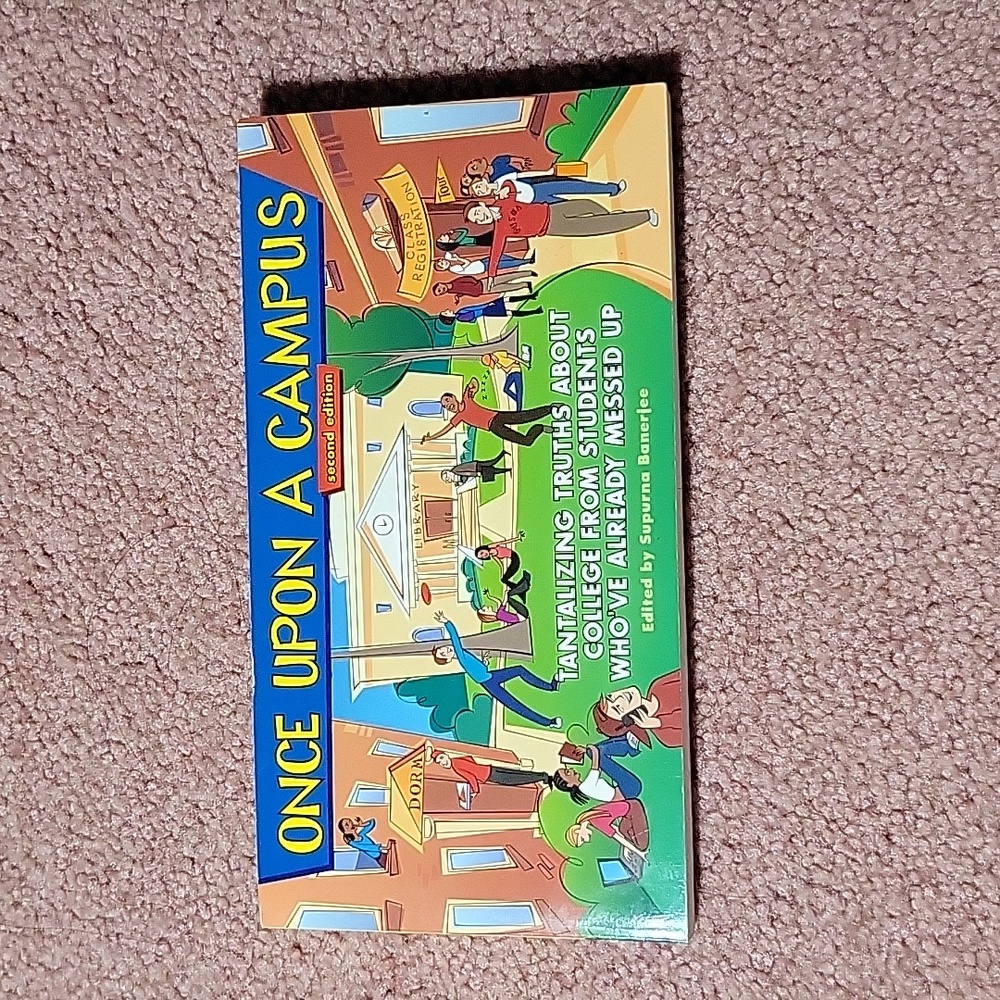 ONCE UPON A CAMPUS
second edition
CLASS
REGISTRATION
TOUR
LIBRARY
DORM
zzzz
TANTALIZING TRUTHS ABOUT
COLLEGE FROM STUDENTS
WHO'VE ALREADY MESSED UP
Edited by Supurna Banerjee